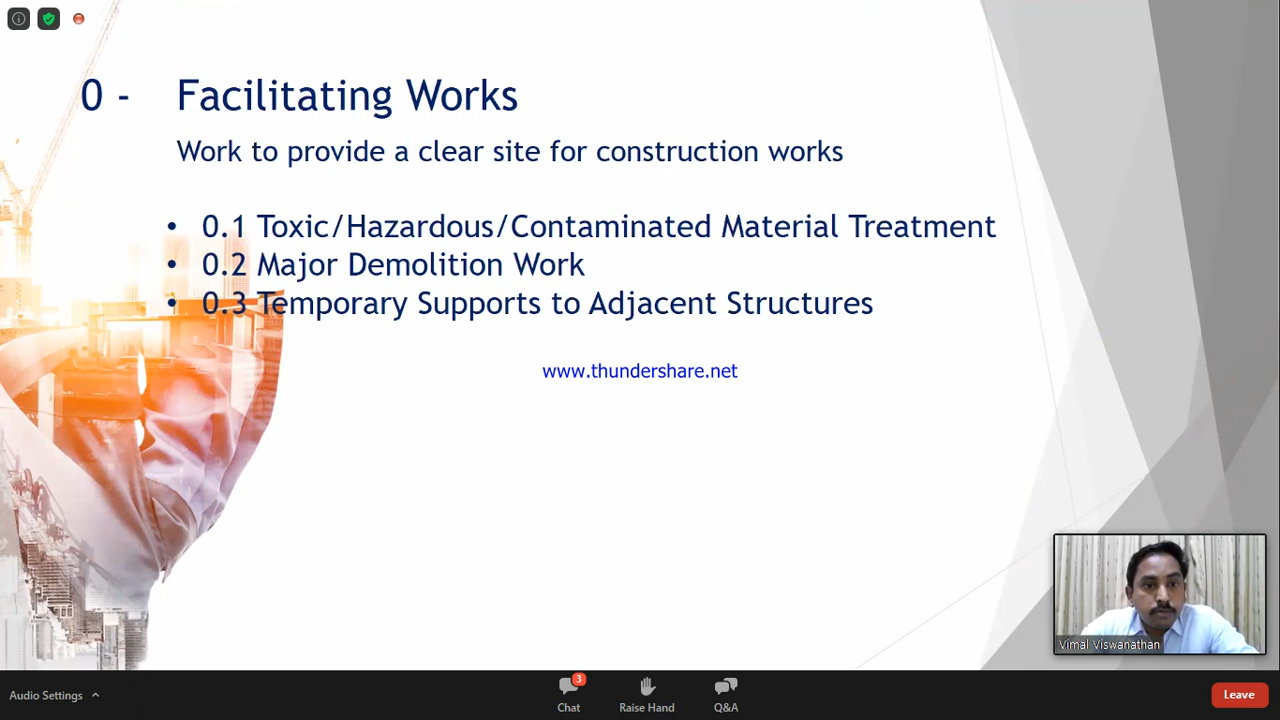 0 - Facilitating Works
Work to provide a clear site for construction works
• 0.1 Toxic/Hazardous/Contaminated Material Treatment
• 0.2 Major Demolition Work
• 0.3 Temporary Supports to Adjacent Structures
www.thundershare.net
Vimal Viswanathan
Audio Settings
3
Chat
Raise Hand
Q&A
Leave